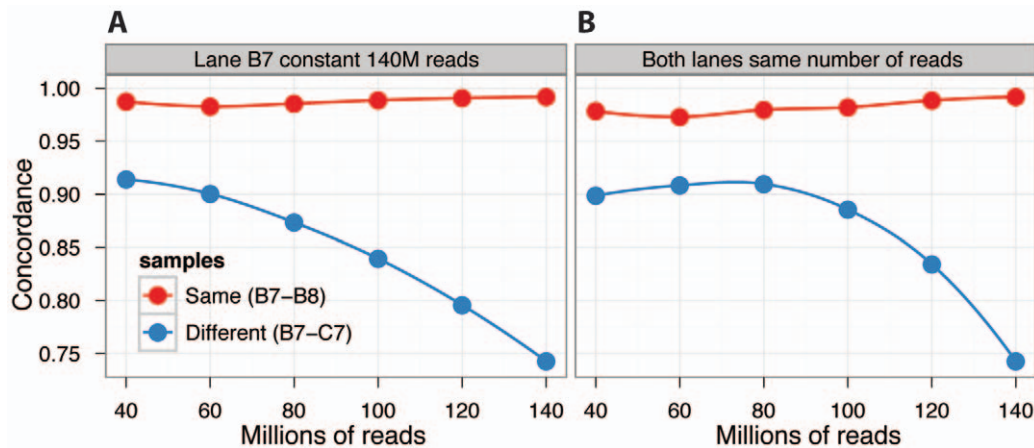 A
B
Lane B7 constant 140M reads
Both lanes same number of reads
Concordance
1.00
0.95
0.90
0.85
0.80
0.75
samples
Same (B7−B8)
Different (B7−C7)
40 60 80 100 120 140
40 60 80 100 120 140
Millions of reads
Millions of reads